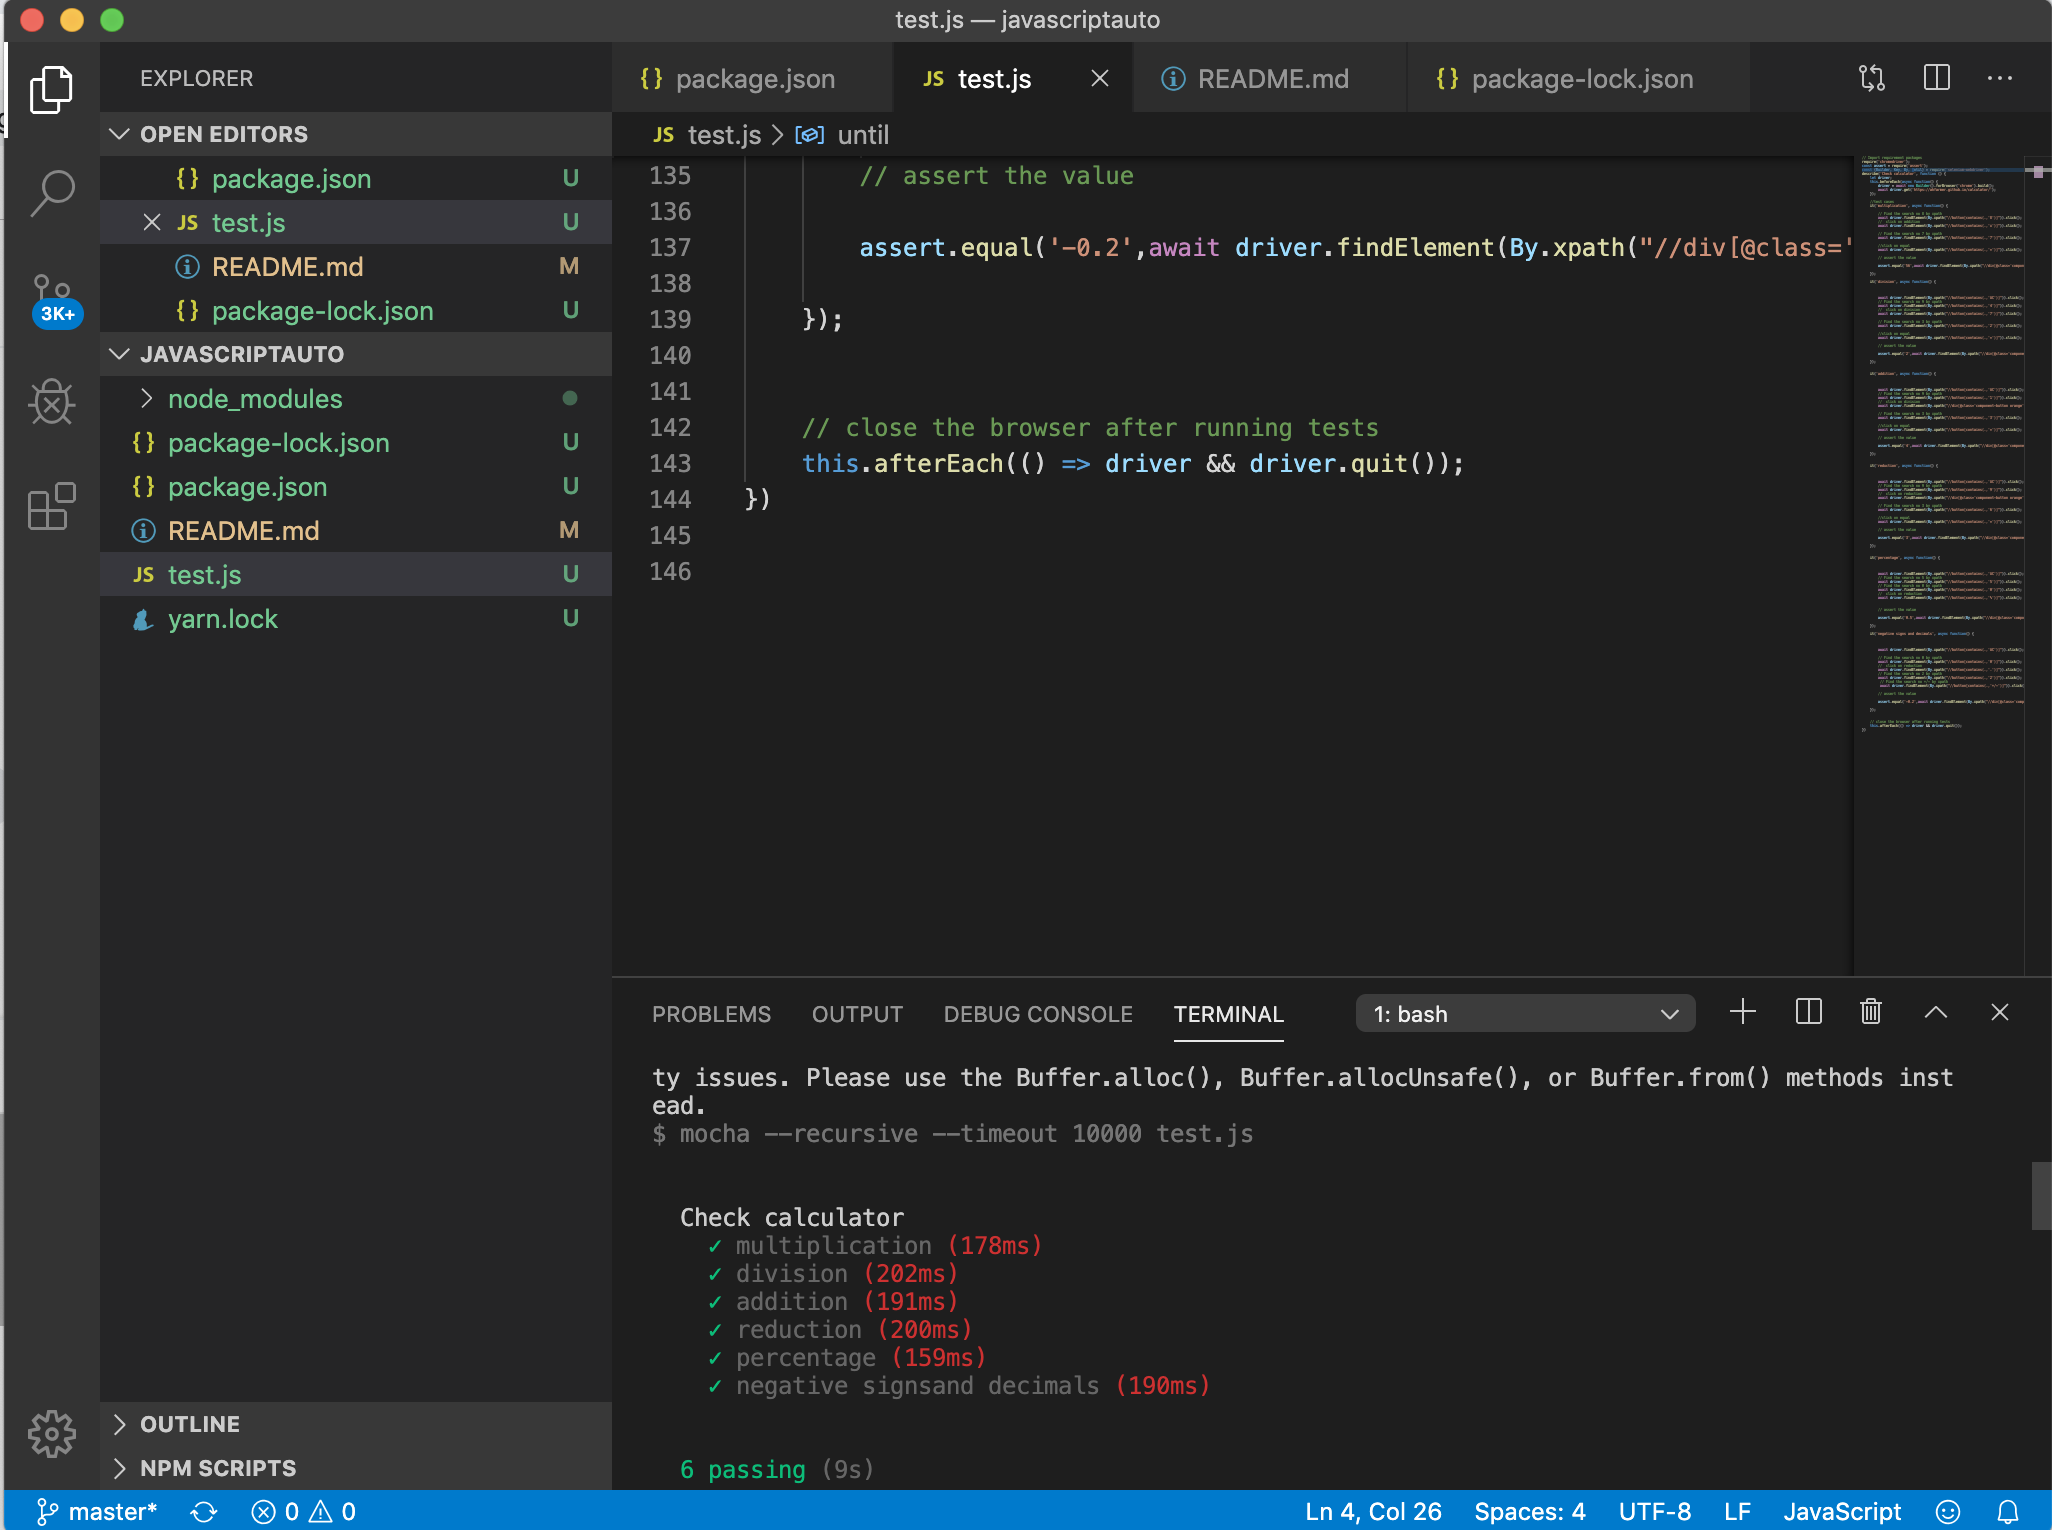 test.js — javascriptauto
EXPLORER
{} package.json
JS test.js
README.md
{} package-lock.json
JS test.js > until
OPEN EDITORS
{} package.json U
JS test.js U
README.md M
{} package-lock.json U
3K+
JAVASCRIPTAUTO
node_modules
{} package-lock.json U
{} package.json U
README.md M
JS test.js U
yarn.lock U
OUTLINE
NPM SCRIPTS
135 // assert the value
136
137 assert.equal('-0.2',await driver.findElement(By.xpath("//div[@class='
138
139 });
140
141
142 // close the browser after running tests
143 this.afterEach(() => driver && driver.quit());
144 })
145
146
PROBLEMS OUTPUT DEBUG CONSOLE TERMINAL 1: bash
ty issues. Please use the Buffer.alloc(), Buffer.allocUnsafe(), or Buffer.from() methods inst
ead.
$ mocha --recursive --timeout 10000 test.js
Check calculator
✓ multiplication (178ms)
✓ division (202ms)
✓ addition (191ms)
✓ reduction (200ms)
✓ percentage (159ms)
✓ negative signsand decimals (190ms)
6 passing (9s)
master* 0 0 Ln 4, Col 26 Spaces: 4 UTF-8 LF JavaScript